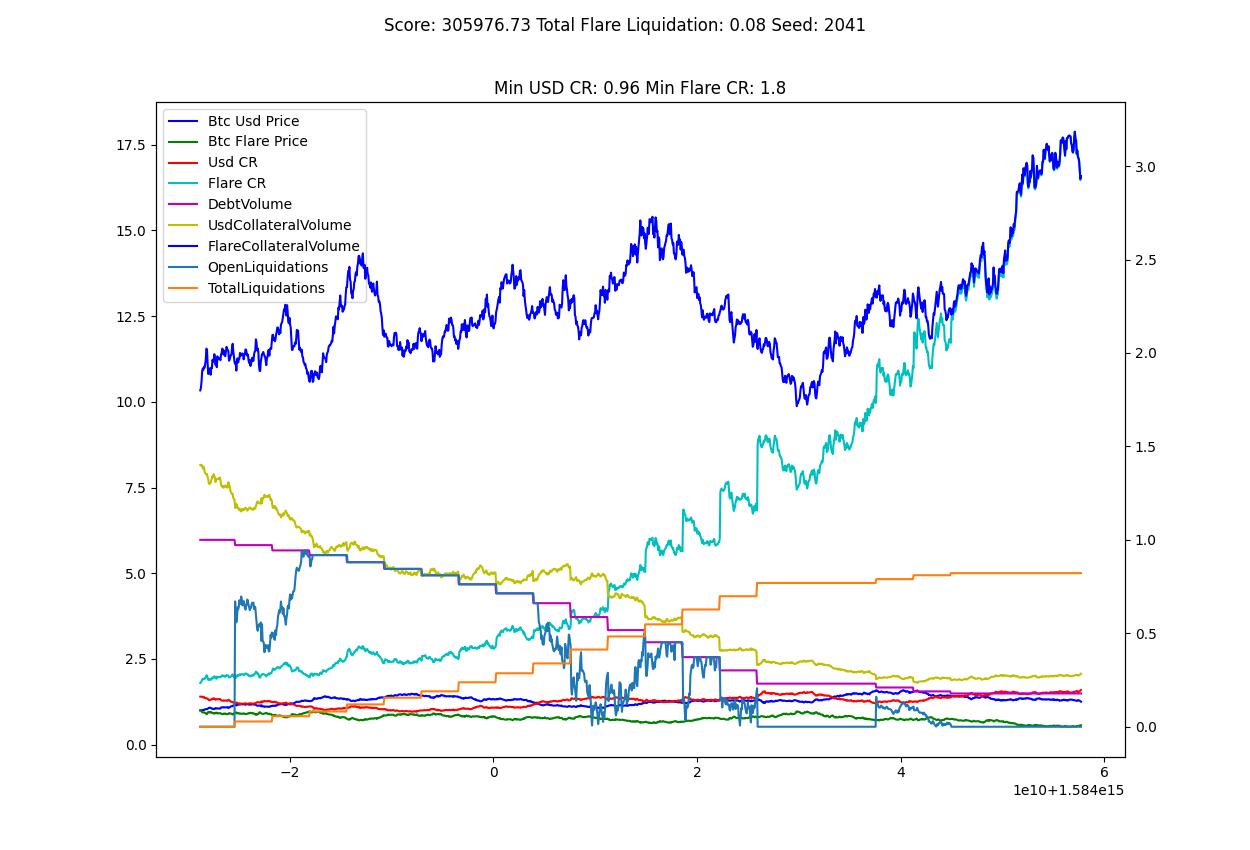 Score: 305976.73 Total Flare Liquidation: 0.08 Seed: 2041
Min USD CR: 0.96 Min Flare CR: 1.8
Btc Usd Price
Btc Flare Price
Usd CR
Flare CR
DebtVolume
UsdCollateralVolume
FlareCollateralVolume
OpenLiquidations
TotalLiquidations
17.5
15.0
12.5
10.0
7.5
5.0
2.5
0.0
3.0
2.5
2.0
1.5
1.0
0.5
0.0
−2 0 2 4 6
1e10+1.584e15